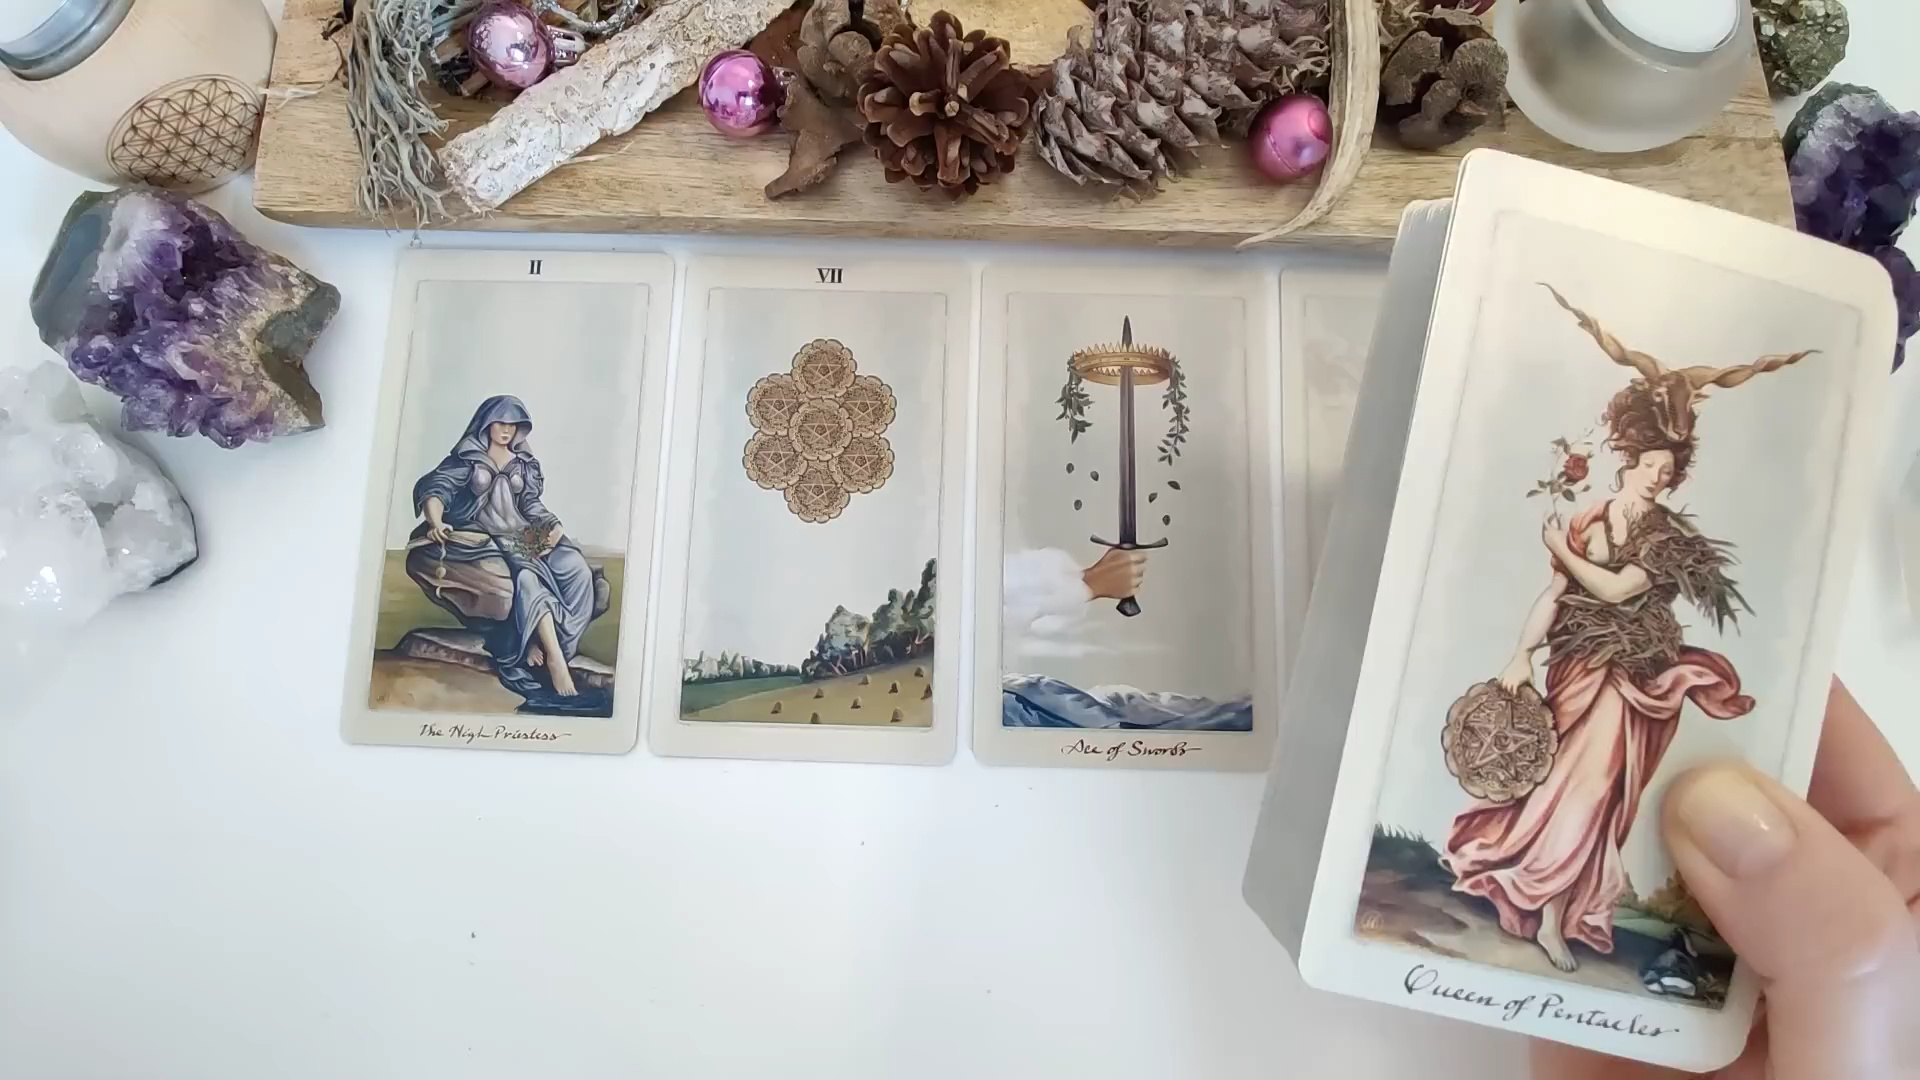 II
The High Priestess
VII
Ace of Swords
Queen of Pentacles